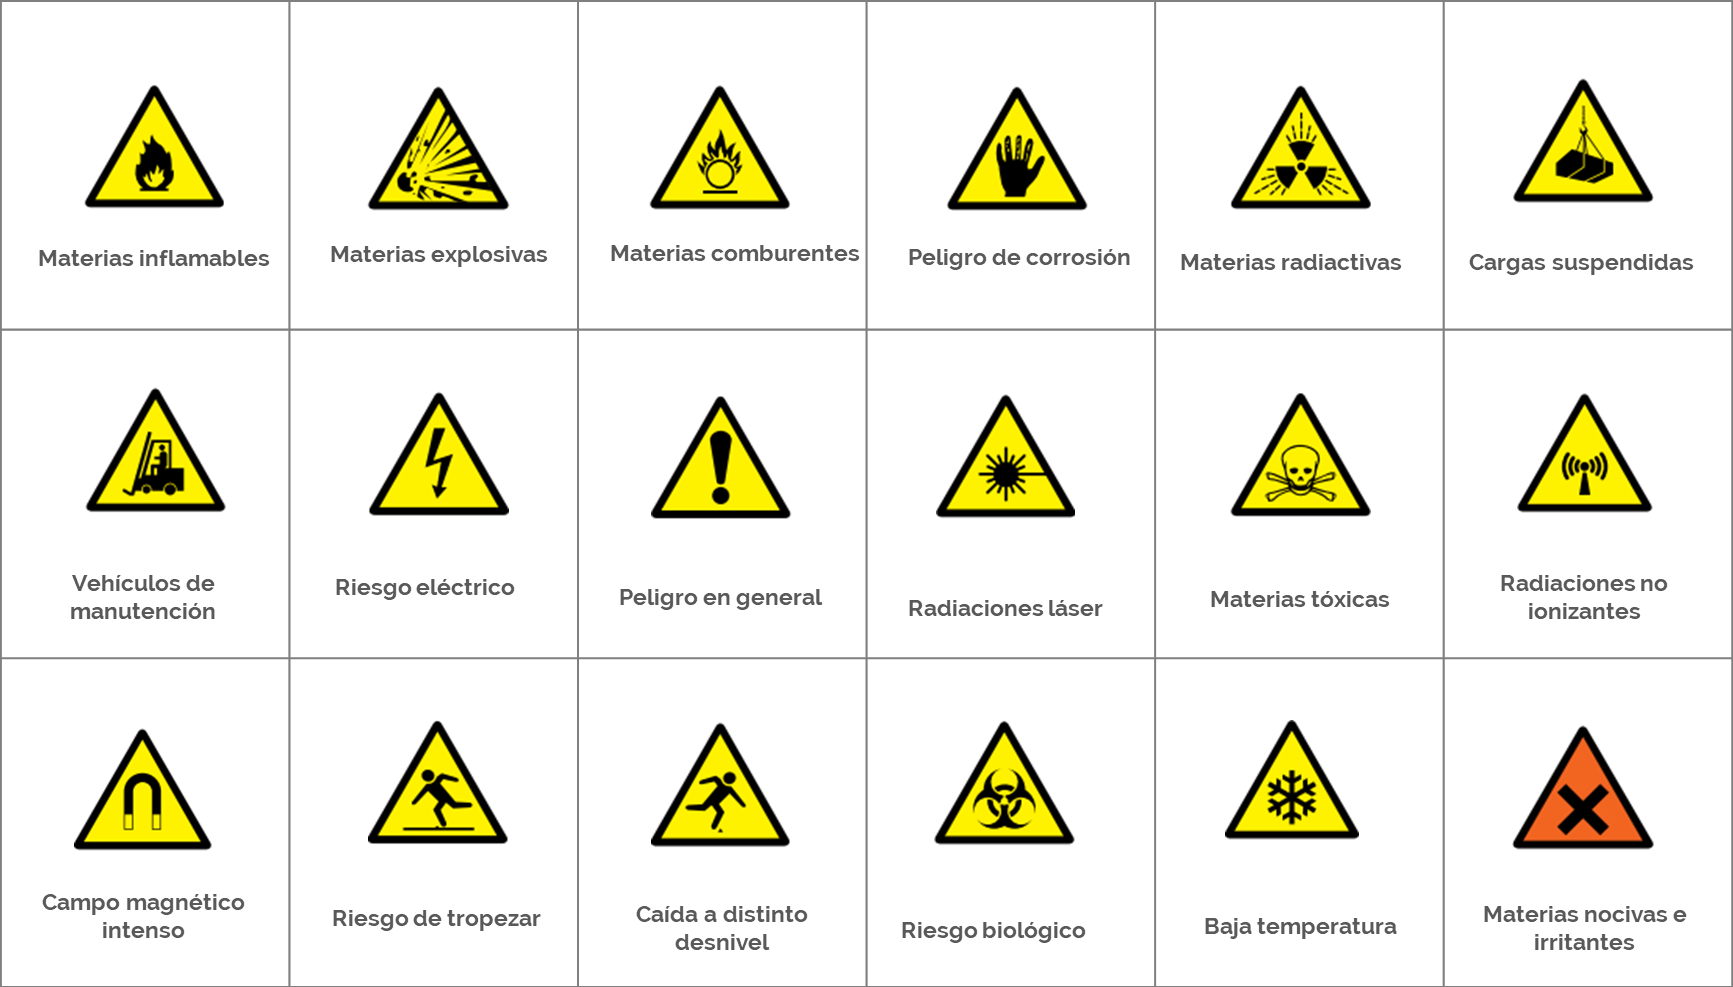 Materias inflamables
Materias explosivas
Materias comburentes
Peligro de corrosión
Materias radiactivas
Cargas suspendidas
Vehículos de
manutención
Riesgo eléctrico
Peligro en general
Radiaciones láser
Materias tóxicas
Radiaciones no
ionizantes
Campo magnético
intenso
Riesgo de tropezar
Caída a distinto
desnivel
Riesgo biológico
Baja temperatura
Materias nocivas e
irritantes